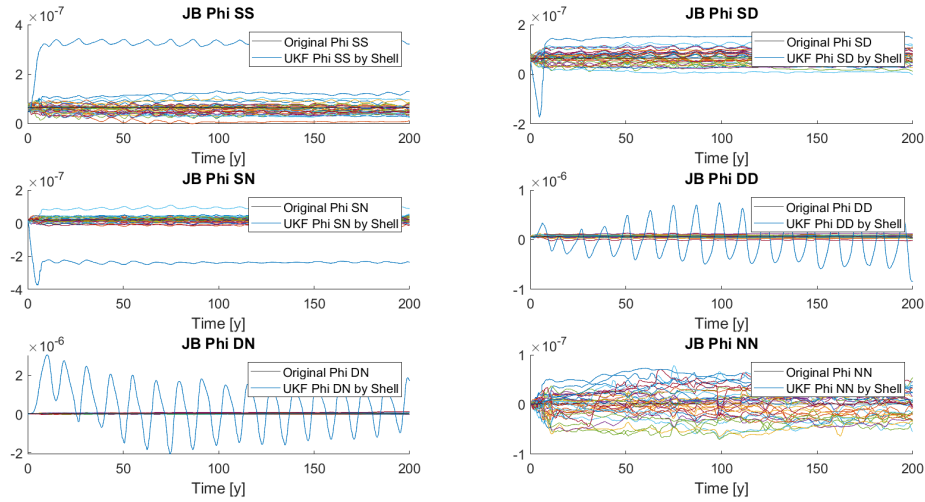 JB Phi SS
×10⁻⁷
4
2
0
0 50 100 150 200
Time [y]
Original Phi SS
UKF Phi SS by Shell
JB Phi SD
×10⁻⁷
2
0
-2
0 50 100 150 200
Time [y]
Original Phi SD
UKF Phi SD by Shell
JB Phi SN
×10⁻⁷
2
0
-2
-4
0 50 100 150 200
Time [y]
Original Phi SN
UKF Phi SN by Shell
JB Phi DD
×10⁻⁶
1
0
-1
0 50 100 150 200
Time [y]
Original Phi DD
UKF Phi DD by Shell
JB Phi DN
×10⁻⁶
2
0
-2
0 50 100 150 200
Time [y]
Original Phi DN
UKF Phi DN by Shell
JB Phi NN
×10⁻⁷
1
0
-1
0 50 100 150 200
Time [y]
Original Phi NN
UKF Phi NN by Shell